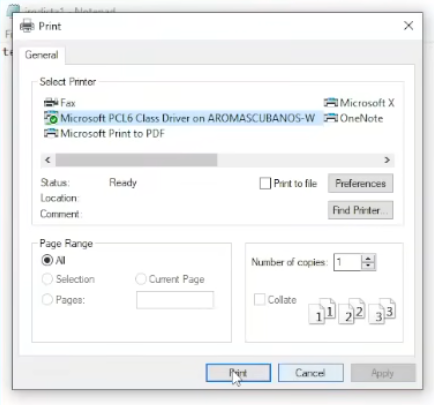 Notepad
Print
General
Select Printer
Fax
Microsoft X
Microsoft PCL6 Class Driver on AROMASCUBANOS-W
OneNote
Microsoft Print to PDF
Status: Ready
Print to file
Preferences
Location:
Comment:
Find Printer...
Page Range
All
Number of copies: 1
Selection
Current Page
Pages:
Collate
1 1 2 2 3 3
Print
Cancel
Apply